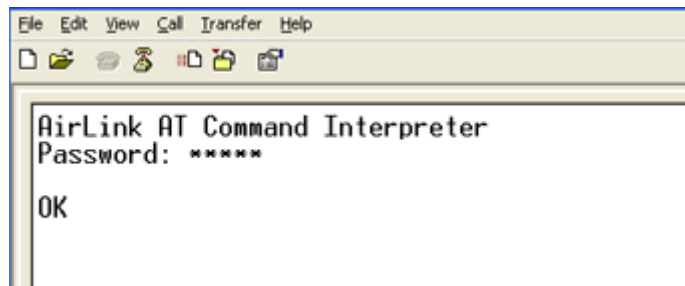 File Edit View Call Transfer Help
AirLink AT Command Interpreter
Password: *****
OK